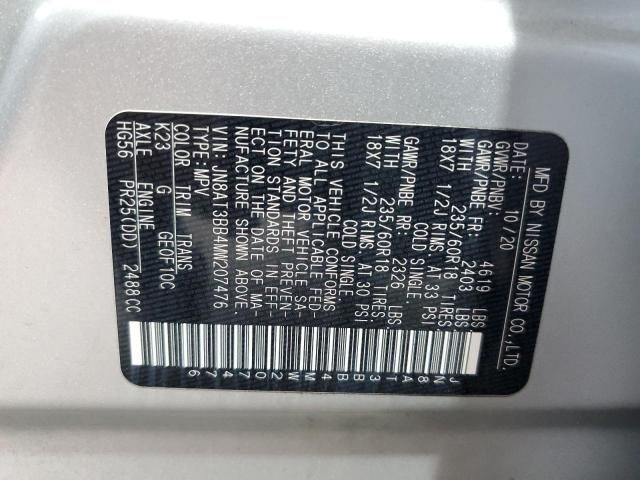 MFD BY NISSAN MOTOR CO.,LTD.
DATE: 10/20
GVWR/PNBV: 4619 LBS
GAWR/PNBE FR: 2403 LBS
WITH 235/60R18 TIRES,
18X7 1/2J RIMS, AT 33 PSI
COLD SINGLE.
GAWR/PNBE RR: 2326 LBS
WITH 235/60R18 TIRES,
18X7 1/2J RIMS, AT 30 PSI
COLD SINGLE.
THIS VEHICLE CONFORMS
TO ALL APPLICABLE FED-
ERAL MOTOR VEHICLE SA-
FETY AND THEFT PREVEN-
TION STANDARDS IN EFF-
ECT ON THE DATE OF MA-
NUFACTURE SHOWN ABOVE.
VIN: JN8AT3BB4MW207476
TYPE: MPV
COLOR TRIM TRANS
K23 G GE0F10C
AXLE ENGINE
HG56 PR25(DD) 2488CC
JN8AT3BB4MW207476